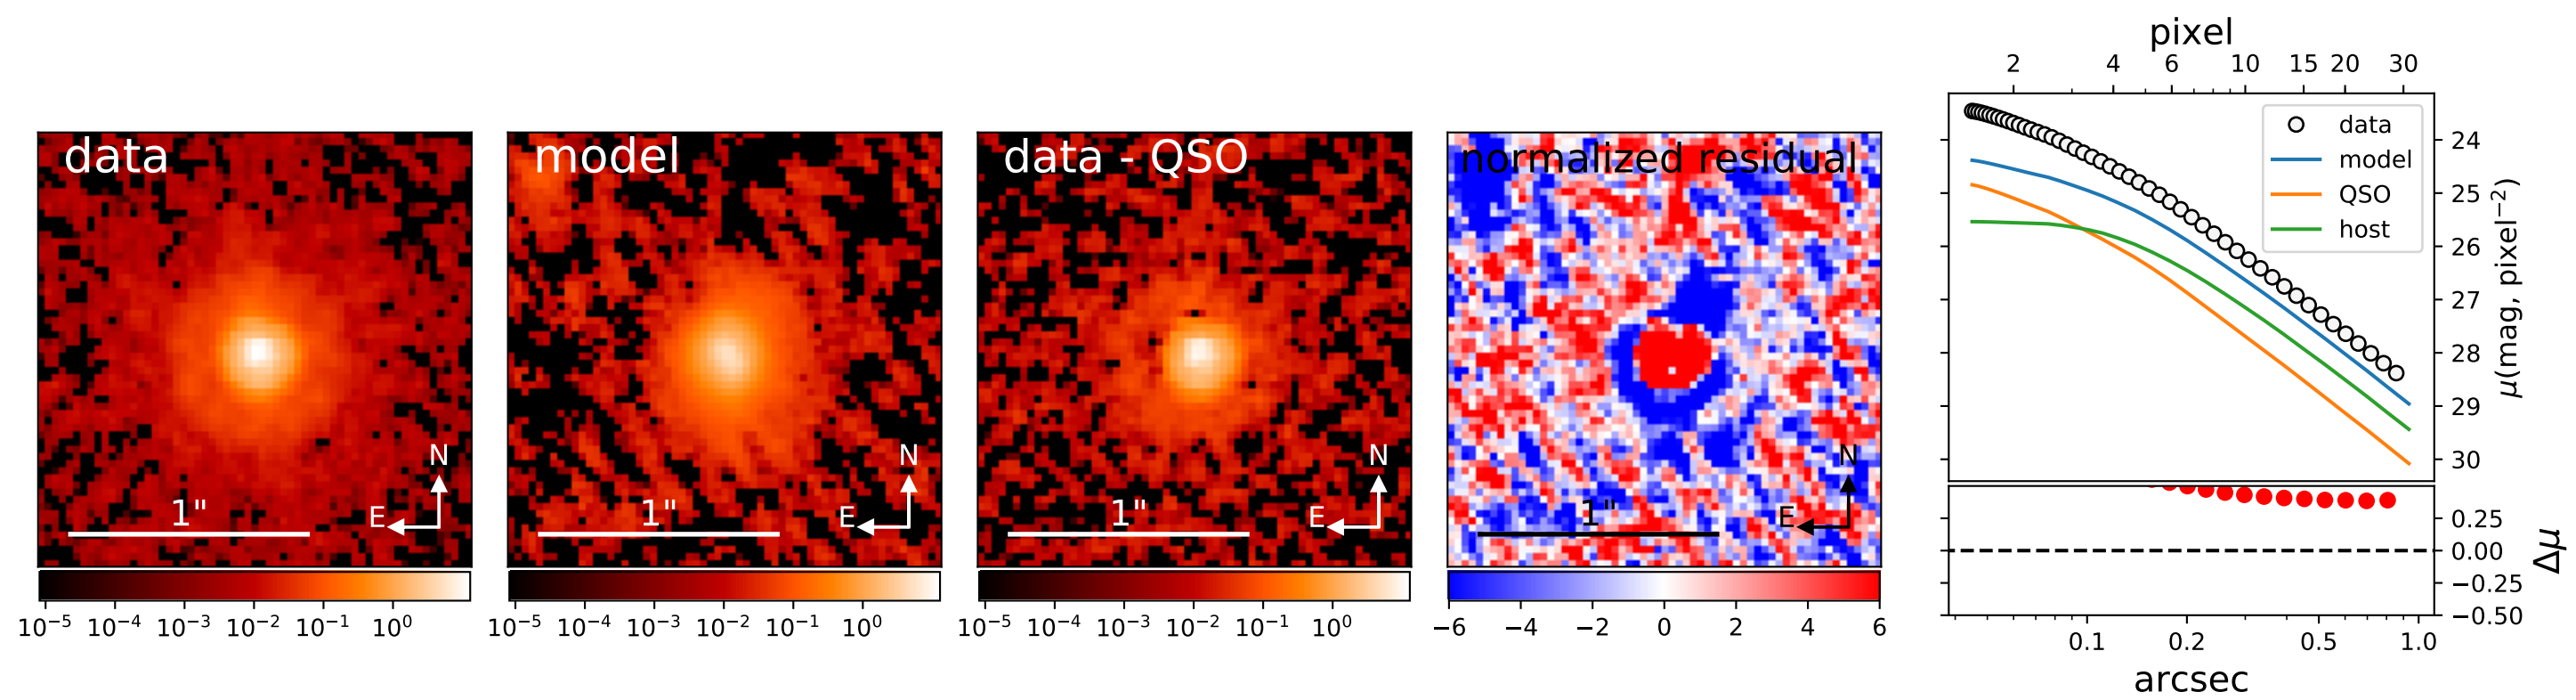 data
1"
N
E
10⁻⁵ 10⁻⁴ 10⁻³ 10⁻² 10⁻¹ 10⁰
model
1"
N
E
10⁻⁵ 10⁻⁴ 10⁻³ 10⁻² 10⁻¹ 10⁰
data - QSO
1"
N
E
10⁻⁵ 10⁻⁴ 10⁻³ 10⁻² 10⁻¹ 10⁰
normalized residual
1"
N
E
−6 −4 −2 0 2 4 6
pixel
2 4 6 10 15 20 30
data
model
QSO
host
24
25
26
27
28
29
30
μ(mag, pixel⁻²)
0.25
0.00
−0.25
−0.50
Δμ
0.1 0.2 0.5 1.0
arcsec